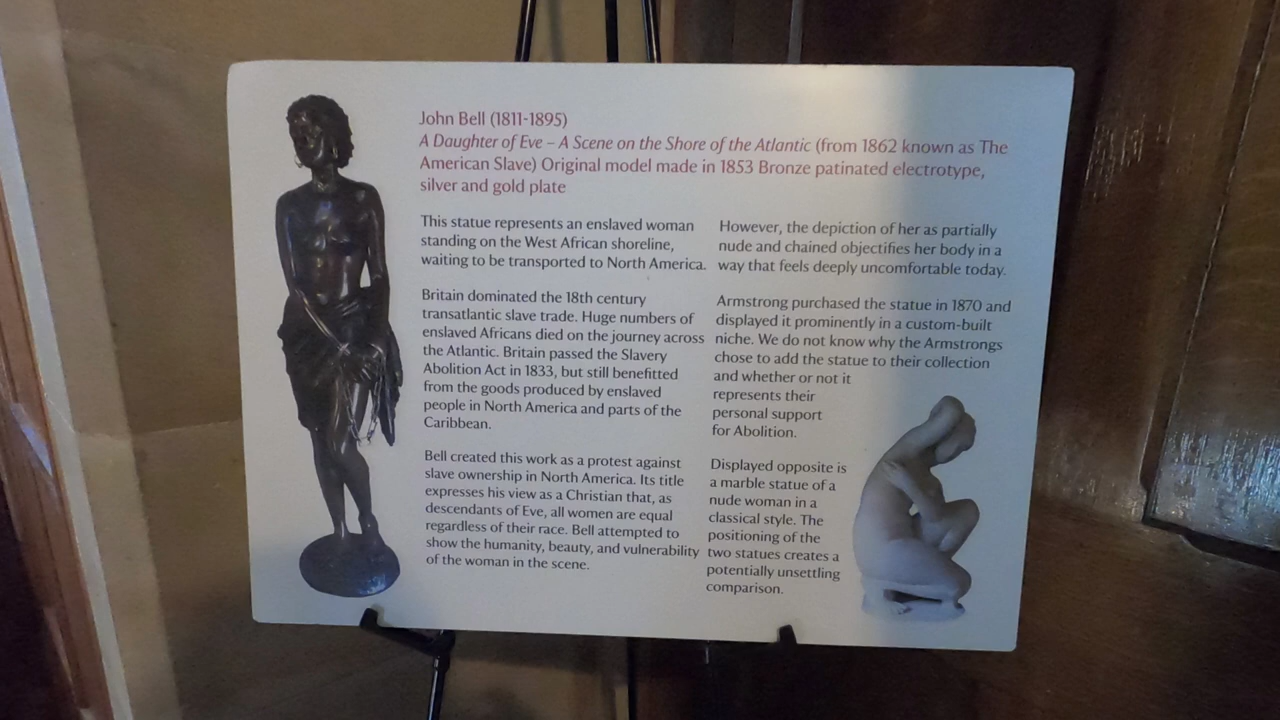 John Bell (1811-1895)
A Daughter of Eve – A Scene on the Shore of the Atlantic (from 1862 known as The
American Slave) Original model made in 1853 Bronze patinated electrotype,
silver and gold plate
This statue represents an enslaved woman
standing on the West African shoreline,
waiting to be transported to North America.
Britain dominated the 18th century
transatlantic slave trade. Huge numbers of
enslaved Africans died on the journey across
the Atlantic. Britain passed the Slavery
Abolition Act in 1833, but still benefitted
from the goods produced by enslaved
people in North America and parts of the
Caribbean.
Bell created this work as a protest against
slave ownership in North America. Its title
expresses his view as a Christian that, as
descendants of Eve, all women are equal
regardless of their race. Bell attempted to
show the humanity, beauty, and vulnerability
of the woman in the scene.
However, the depiction of her as partially
nude and chained objectifies her body in a
way that feels deeply uncomfortable today.
Armstrong purchased the statue in 1870 and
displayed it prominently in a custom-built
niche. We do not know why the Armstrongs
chose to add the statue to their collection
and whether or not it
represents their
personal support
for Abolition.
Displayed opposite is
a marble statue of a
nude woman in a
classical style. The
positioning of the
two statues creates a
potentially unsettling
comparison.